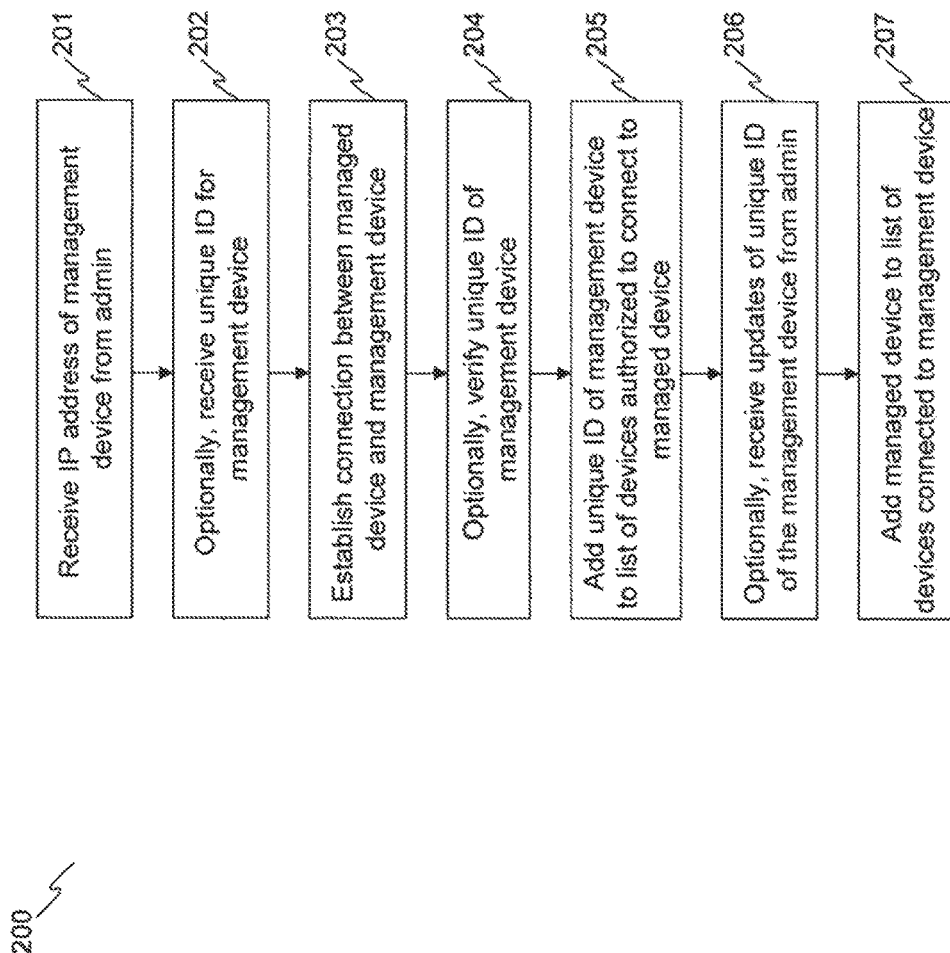 200
Receive IP address of management
device from admin
201
Optionally, receive unique ID for
management device
202
Establish connection between managed
device and management device
203
Optionally, verify unique ID of
management device
204
Add unique ID of management device
to list of devices authorized to connect to
managed device
205
Optionally, receive updates of unique ID
of the management device from admin
206
Add managed device to list of
devices connected to management device
207